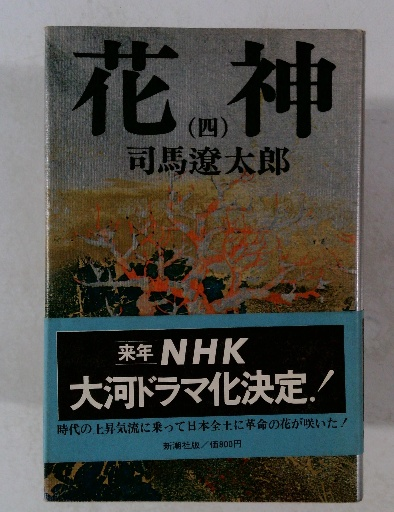 花神
(四)
司馬遼太郎
来年NHK
大河ドラマ化決定!
時代の上昇気流に乗って日本全土に革命の花が咲いた!
新潮社版/価800円